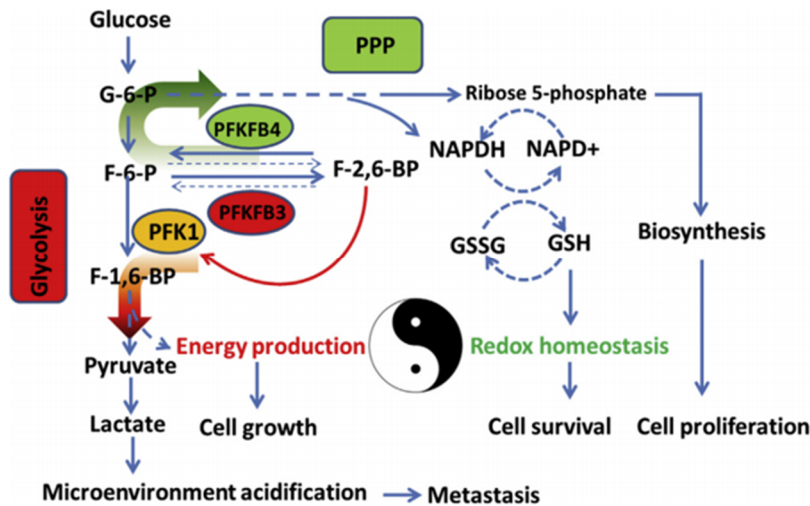 Glucose
PPP
G-6-P
Ribose 5-phosphate
PFKFB4
NAPDH
NAPD+
F-6-P
F-2,6-BP
PFKFB3
Glycolysis
PFK1
GSSG
GSH
Biosynthesis
F-1,6-BP
Energy production
Redox homeostasis
Pyruvate
Lactate
Cell growth
Cell survival
Cell proliferation
Microenvironment acidification
Metastasis